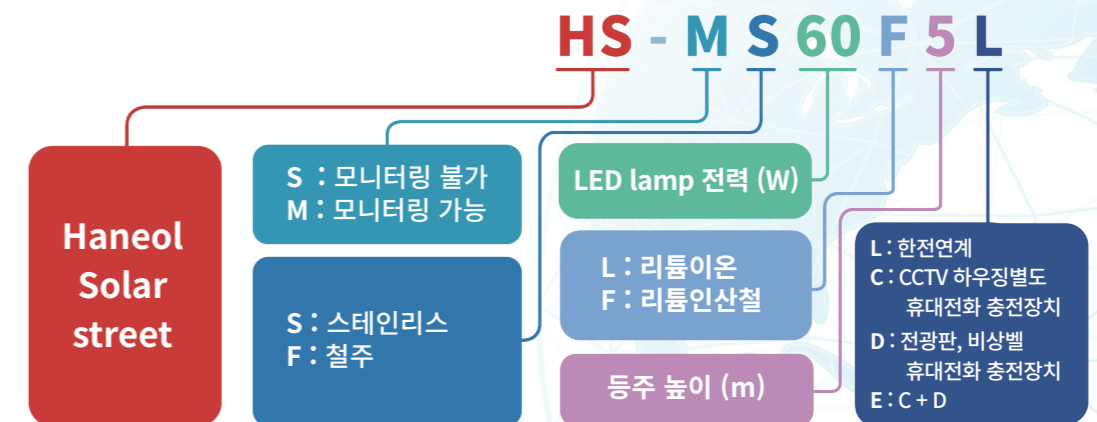 HS - M S 60 F 5 L
Haneol
Solar
street
S : 모니터링 불가
M : 모니터링 가능
S : 스테인리스
F : 철주
LED lamp 전력 (W)
L : 리튬이온
F : 리튬인산철
등주 높이 (m)
L : 한전연계
C : CCTV 하우징별도
휴대전화 충전장치
D : 전광판, 비상벨
휴대전화 충전장치
E : C + D